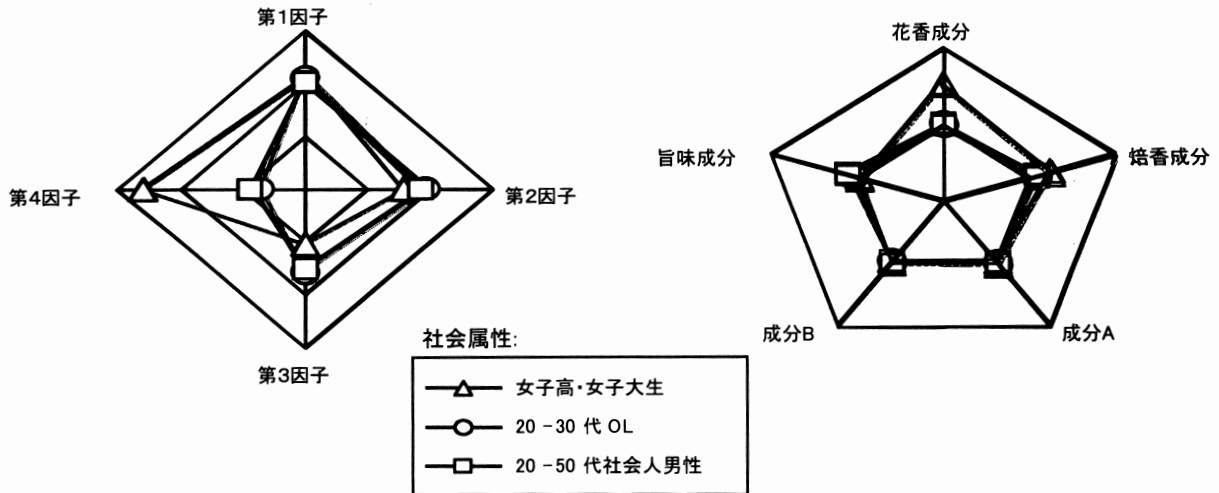 第1因子
第2因子
第3因子
第4因子
花香成分
焙香成分
成分A
成分B
旨味成分
社会属性:
女子高・女子大生
20-30 代 OL
20-50 代社会人男性